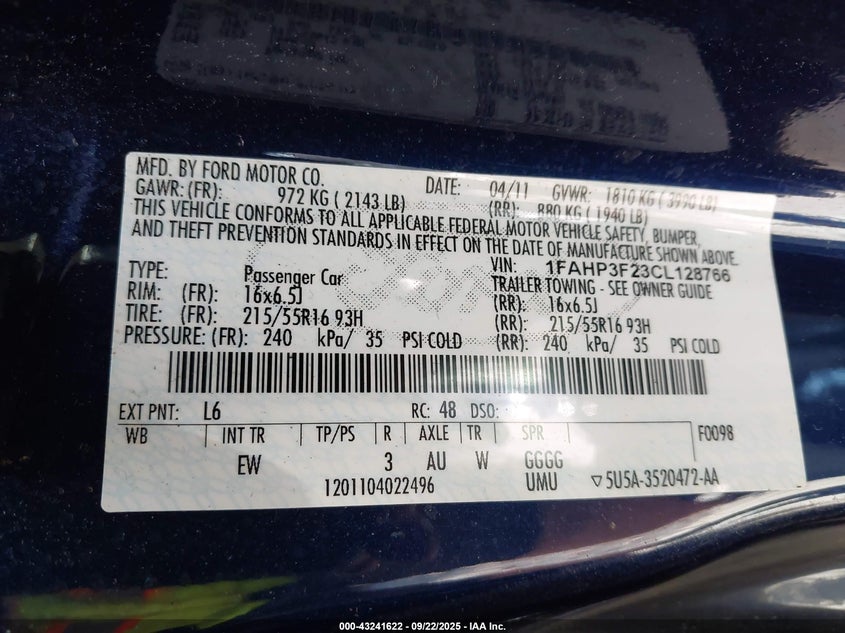 MFD. BY FORD MOTOR CO.
DATE: 04/11 GVWR: 1810 KG ( 3990 LB)
GAWR: (FR): 972 KG ( 2143 LB) (RR): 880 KG ( 1940 LB)
THIS VEHICLE CONFORMS TO ALL APPLICABLE FEDERAL MOTOR VEHICLE SAFETY, BUMPER,
AND THEFT PREVENTION STANDARDS IN EFFECT ON THE DATE OF MANUFACTURE SHOWN ABOVE.
VIN: 1FAHP3F23CL128766
TYPE: Passenger Car TRAILER TOWING - SEE OWNER GUIDE
RIM: (FR): 16x6.5J (RR): 16x6.5J
TIRE: (FR): 215/55R16 93H (RR): 215/55R16 93H
PRESSURE: (FR): 240 kPa/ 35 PSI COLD (RR): 240 kPa/ 35 PSI COLD
EXT PNT: L6 RC: 48 DSO:
WB INT TR TP/PS R AXLE TR SPR F0098
EW 3 AU W GGGG
1201104022496 UMU ▽5U5A-3520472-AA
000-43241622 - 09/22/2025 - IAA Inc.